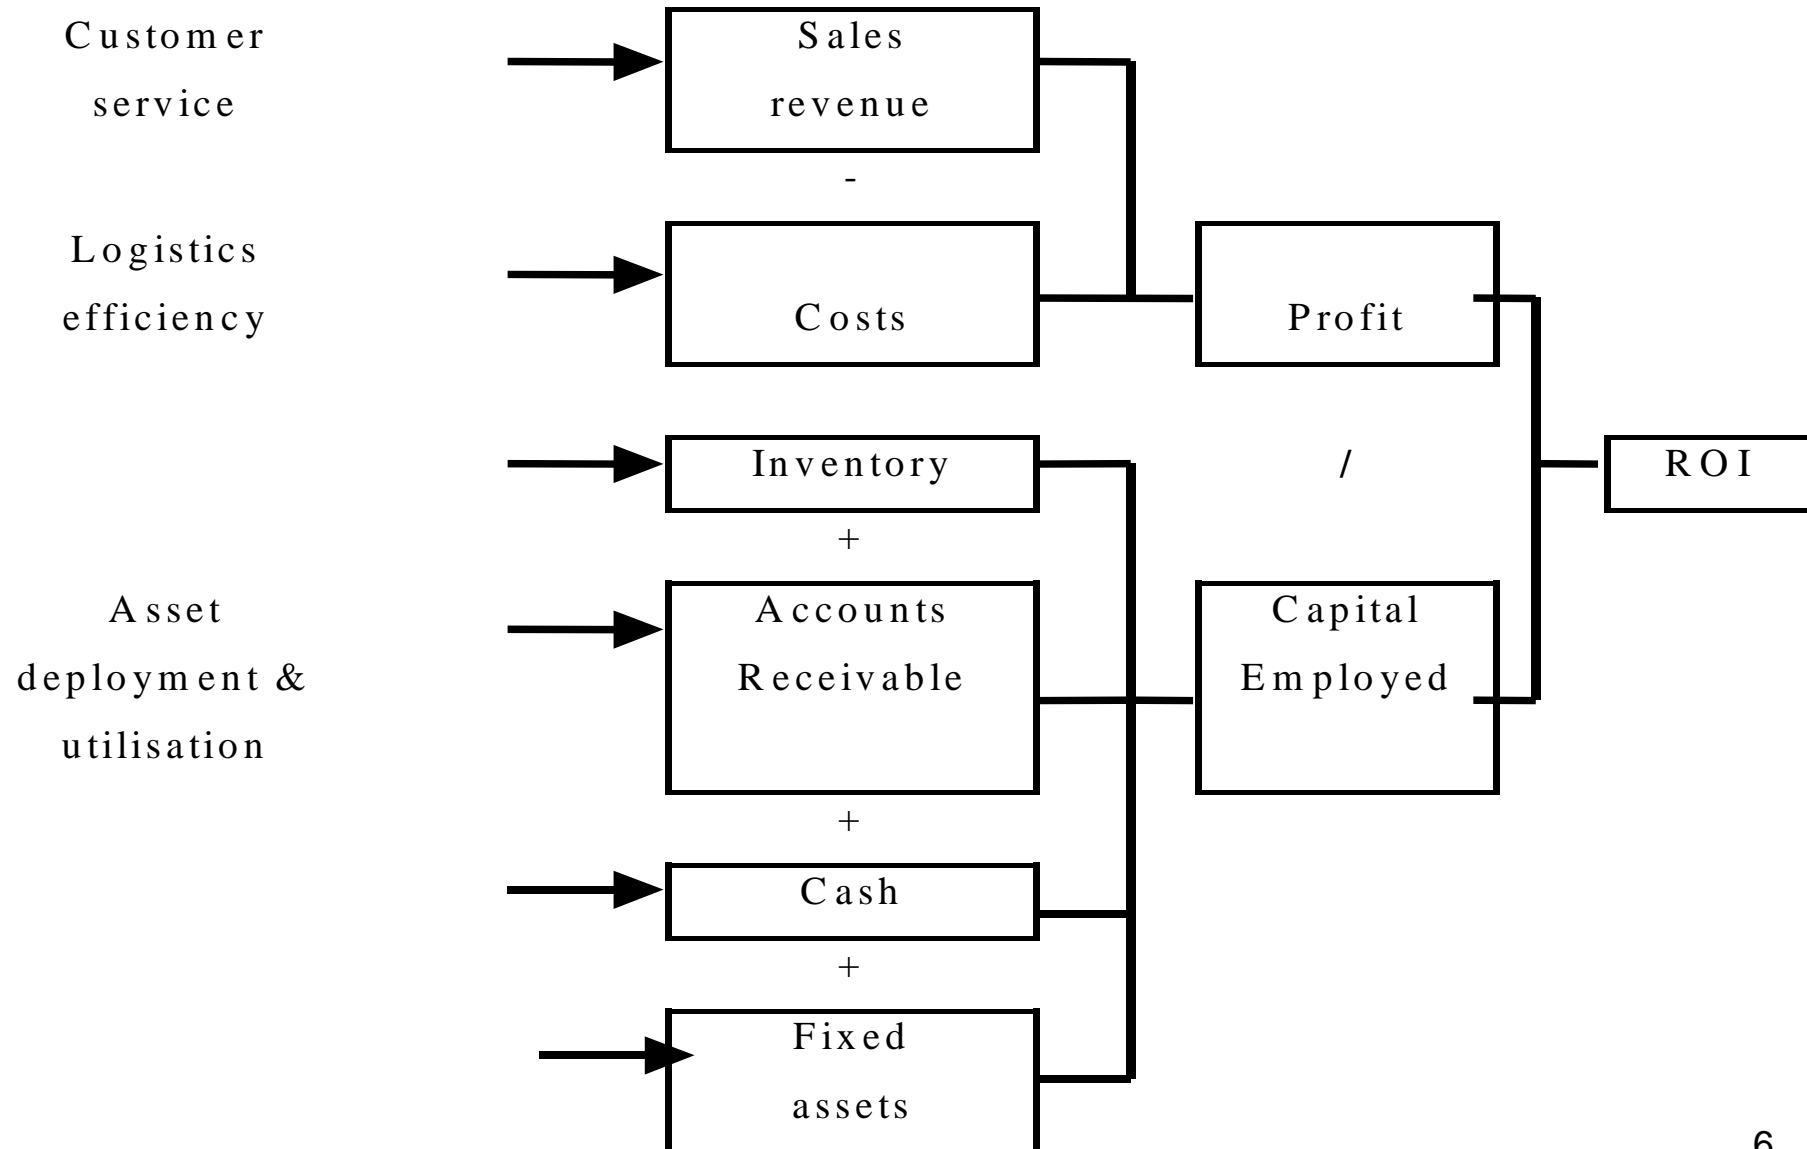 Customer
service
Sales
revenue
-
Logistics
efficiency
Costs
Profit
Inventory
/
ROI
+
Asset
deployment &
utilisation
Accounts
Receivable
Capital
Employed
+
Cash
+
Fixed
assets
6